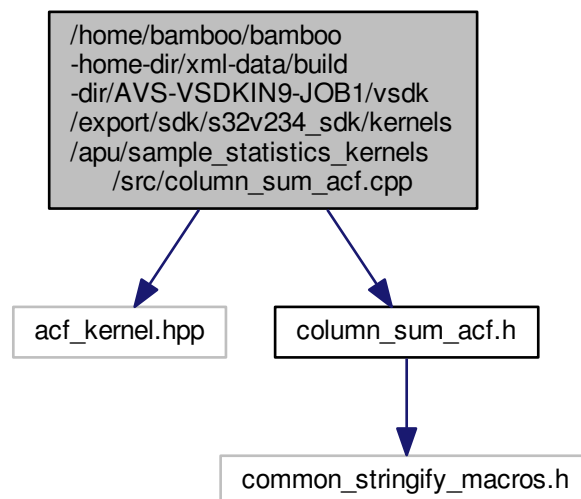 /home/bamboo/bamboo
-home-dir/xml-data/build
-dir/AVS-VSDKIN9-JOB1/vsdk
/export/sdk/s32v234_sdk/kernels
/apu/sample_statistics_kernels
/src/column_sum_acf.cpp
acf_kernel.hpp
column_sum_acf.h
common_stringify_macros.h